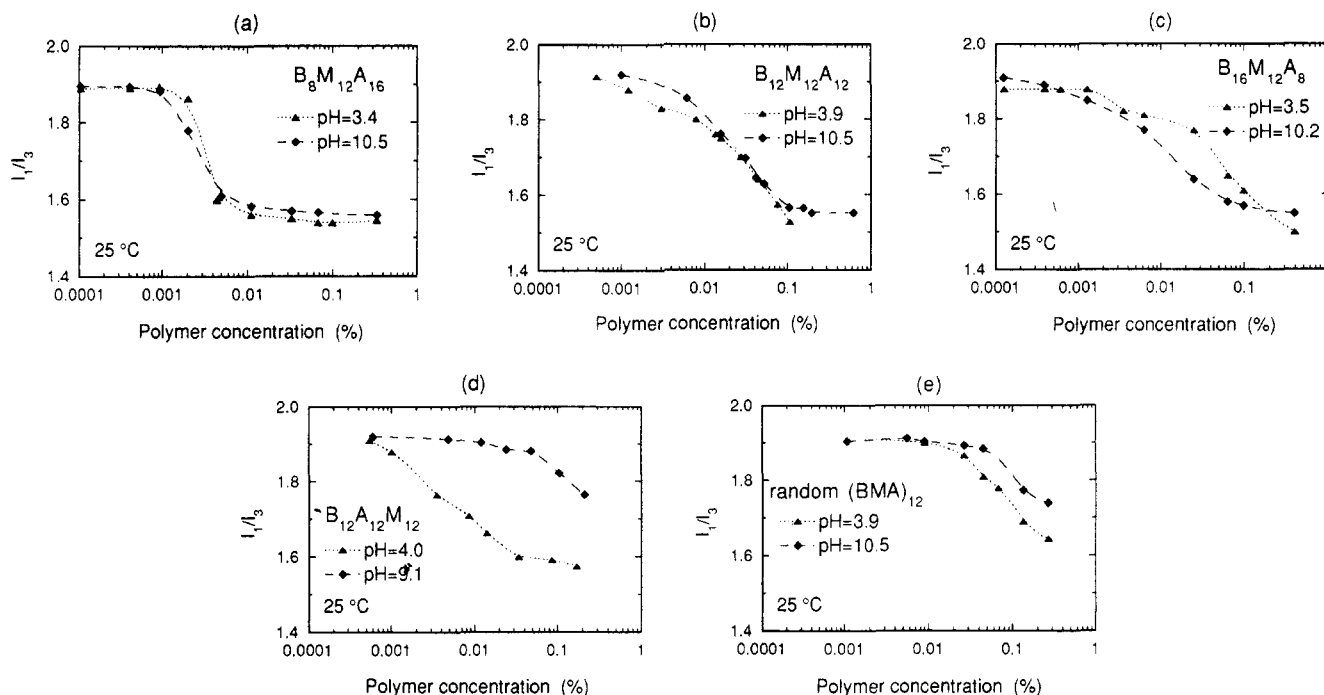 (a)
2.0
1.8
1.6
1.4
I₁/I₃
B₈M₁₂A₁₆
pH=3.4
pH=10.5
25 °C
0.0001 0.001 0.01 0.1 1
Polymer concentration (%)
(b)
2.0
1.8
1.6
1.4
I₁/I₃
B₁₂M₁₂A₁₂
pH=3.9
pH=10.5
25 °C
0.0001 0.001 0.01 0.1 1
Polymer concentration (%)
(c)
2.0
1.8
1.6
1.4
I₁/I₃
B₁₆M₁₂A₈
pH=3.5
pH=10.2
25 °C
0.0001 0.001 0.01 0.1 1
Polymer concentration (%)
(d)
2.0
1.8
1.6
1.4
I₁/I₃
B₁₂A₁₂M₁₂
pH=4.0
pH=9.1
25 °C
0.0001 0.001 0.01 0.1 1
Polymer concentration (%)
(e)
2.0
1.8
1.6
1.4
I₁/I₃
random (BMA)₁₂
pH=3.9
pH=10.5
25 °C
0.0001 0.001 0.01 0.1 1
Polymer concentration (%)